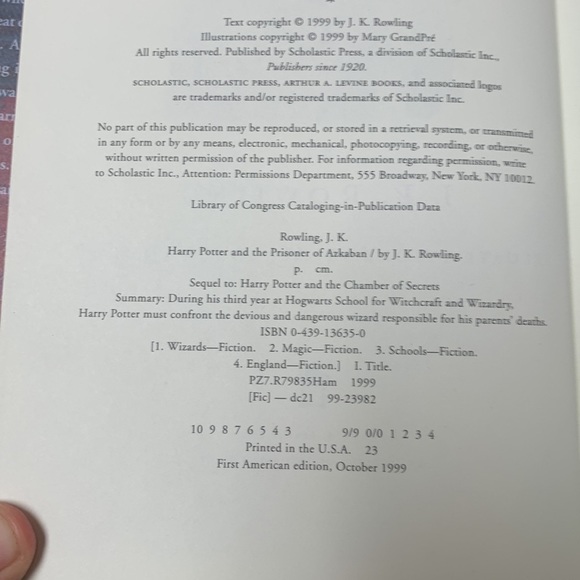 Text copyright © 1999 by J. K. Rowling
Illustrations copyright © 1999 by Mary GrandPré
All rights reserved. Published by Scholastic Press, a division of Scholastic Inc.,
Publishers since 1920.
SCHOLASTIC, SCHOLASTIC PRESS, ARTHUR A. LEVINE BOOKS, and associated logos
are trademarks and/or registered trademarks of Scholastic Inc.
No part of this publication may be reproduced, or stored in a retrieval system, or transmitted
in any form or by any means, electronic, mechanical, photocopying, recording, or otherwise,
without written permission of the publisher. For information regarding permission, write
to Scholastic Inc., Attention: Permissions Department, 555 Broadway, New York, NY 10012.
Library of Congress Cataloging-in-Publication Data
Rowling, J. K.
Harry Potter and the Prisoner of Azkaban / by J. K. Rowling.
p. cm.
Sequel to: Harry Potter and the Chamber of Secrets
Summary: During his third year at Hogwarts School for Witchcraft and Wizardry,
Harry Potter must confront the devious and dangerous wizard responsible for his parents' deaths.
ISBN 0-439-13635-0
[1. Wizards—Fiction. 2. Magic—Fiction. 3. Schools—Fiction.
4. England—Fiction.] I. Title.
PZ7.R79835Ham 1999
[Fic] — dc21 99-23982
10 9 8 7 6 5 4 3 9/9 0/0 1 2 3 4
Printed in the U.S.A. 23
First American edition, October 1999